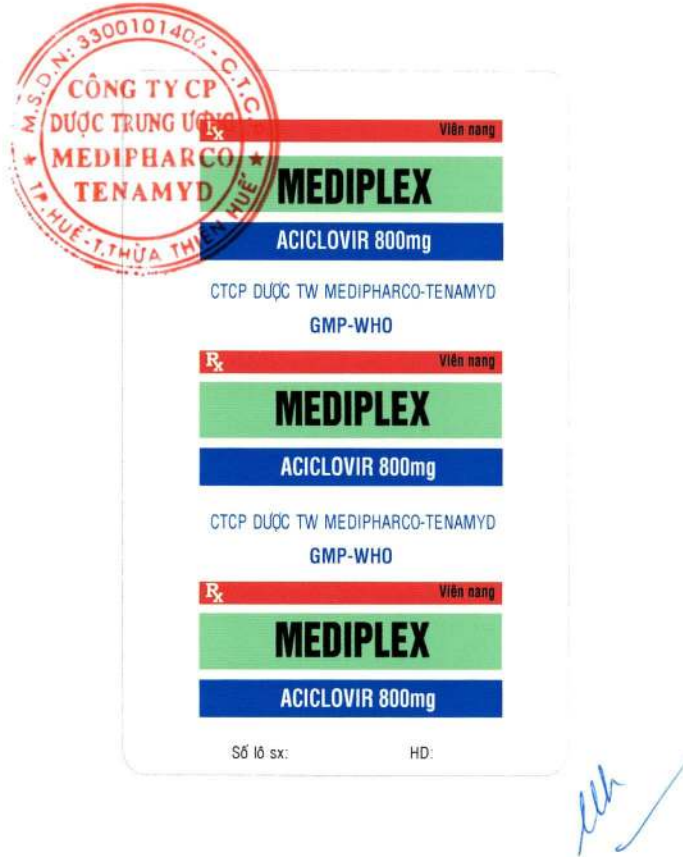 M.S.D.N: 3300101406 - C.T.C.P
CÔNG TY CP
DƯỢC TRUNG ƯƠNG
MEDIPHARCO
TENAMYD
TP. HUẾ - T.THỪA THIÊN HUẾ
Rx Viên nang
MEDIPLEX
ACICLOVIR 800mg
CTCP DƯỢC TW MEDIPHARCO-TENAMYD
GMP-WHO
Rx Viên nang
MEDIPLEX
ACICLOVIR 800mg
CTCP DƯỢC TW MEDIPHARCO-TENAMYD
GMP-WHO
Rx Viên nang
MEDIPLEX
ACICLOVIR 800mg
Số lô sx: HD: